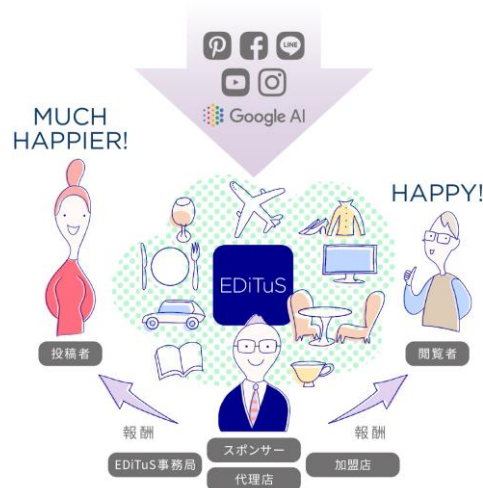 LINE
Google AI
MUCH
HAPPIER!
HAPPY!
EDiTuS
投稿者
閲覧者
報酬
報酬
EDiTuS事務局
スポンサー
加盟店
代理店